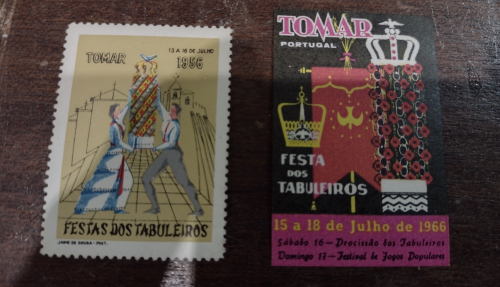 13 A 16 DE JULHO
TOMAR 1956
FESTAS DOS TABULEIROS
TOMAR
PORTUGAL
FESTA
DOS
TABULEIROS
15 a 18 de Julho de 1966
Sábado 16 - Procissão dos Tabuleiros
Domingo 17 - Festival de Jogos Populares